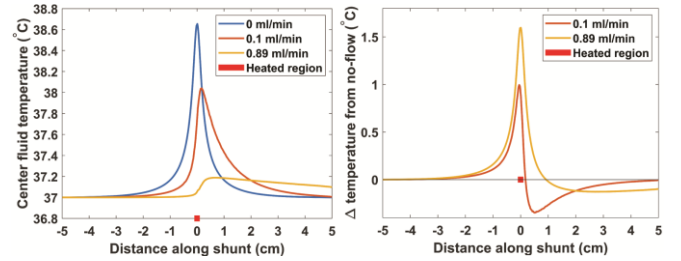 38.8
38.6
38.4
38.2
38
37.8
37.6
37.4
37.2
37
36.8
Center fluid temperature (°C)
0 ml/min
0.1 ml/min
0.89 ml/min
Heated region
-5 -4 -3 -2 -1 0 1 2 3 4 5
Distance along shunt (cm)
1.5
1
0.5
0
Δ temperature from no-flow (°C)
0.1 ml/min
0.89 ml/min
Heated region
-5 -4 -3 -2 -1 0 1 2 3 4 5
Distance along shunt (cm)